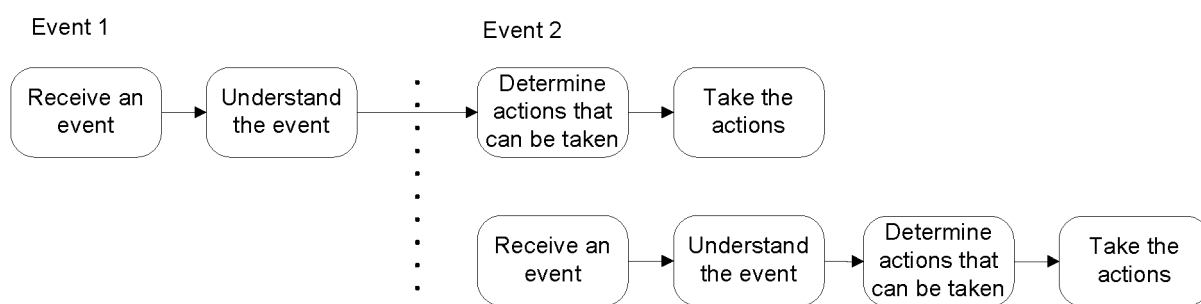 Event 1
Event 2
Receive an
event
Understand
the event
Determine
actions that
can be taken
Take the
actions
Receive an
event
Understand
the event
Determine
actions that
can be taken
Take the
actions